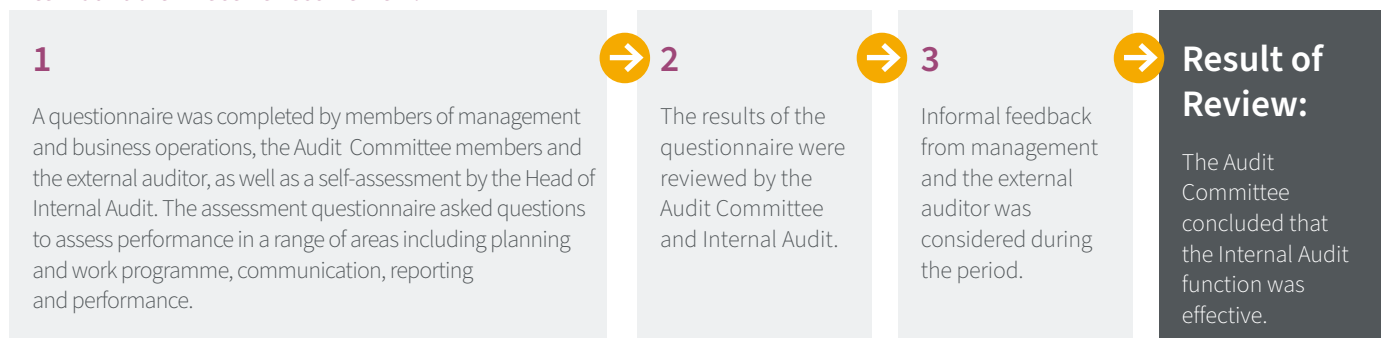 1
A questionnaire was completed by members of management
and business operations, the Audit Committee members and
the external auditor, as well as a self-assessment by the Head of
Internal Audit. The assessment questionnaire asked questions
to assess performance in a range of areas including planning
and work programme, communication, reporting
and performance.
2
The results of the
questionnaire were
reviewed by the
Audit Committee
and Internal Audit.
3
Informal feedback
from management
and the external
auditor was
considered during
the period.
Result of
Review:
The Audit
Committee
concluded that
the Internal Audit
function was
effective.